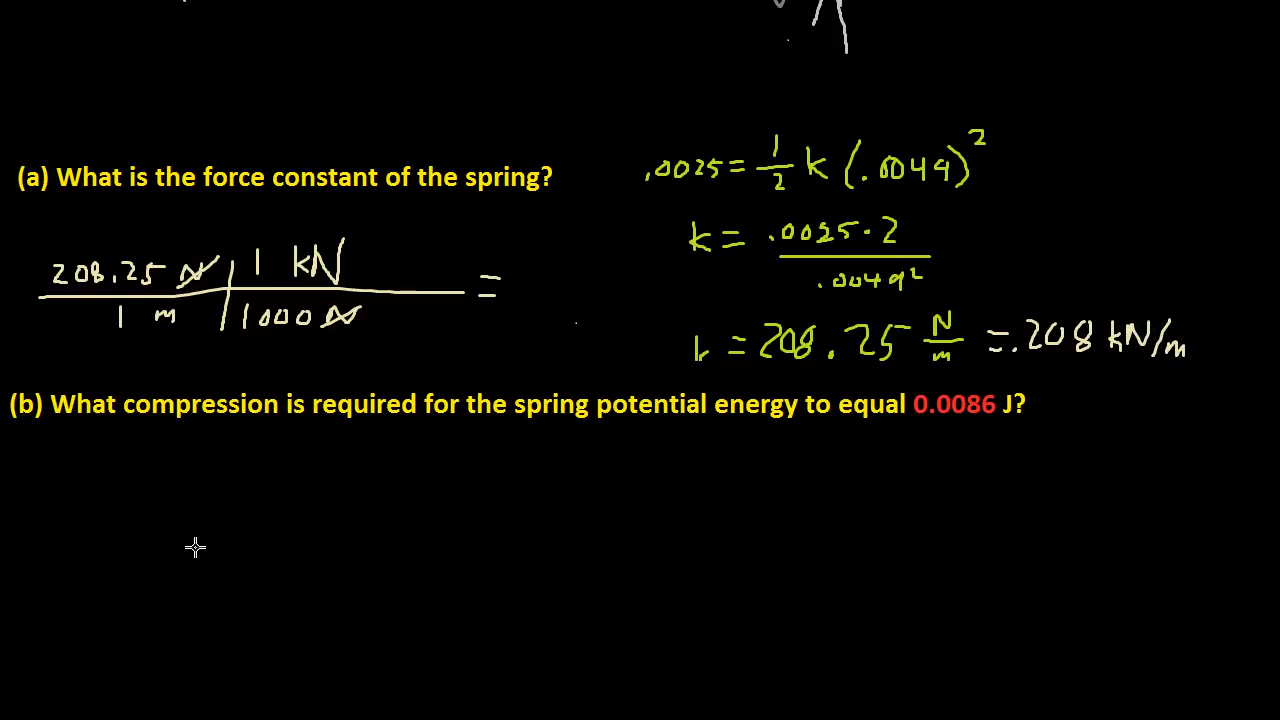 (a) What is the force constant of the spring?
.0025 = 1/2 k (.0049)^2
k = .0025 · 2 / .0049^2
208.25 N | 1 kN =
1 m | 1000 N
k = 208.25 N/m = .208 kN/m
(b) What compression is required for the spring potential energy to equal 0.0086 J?